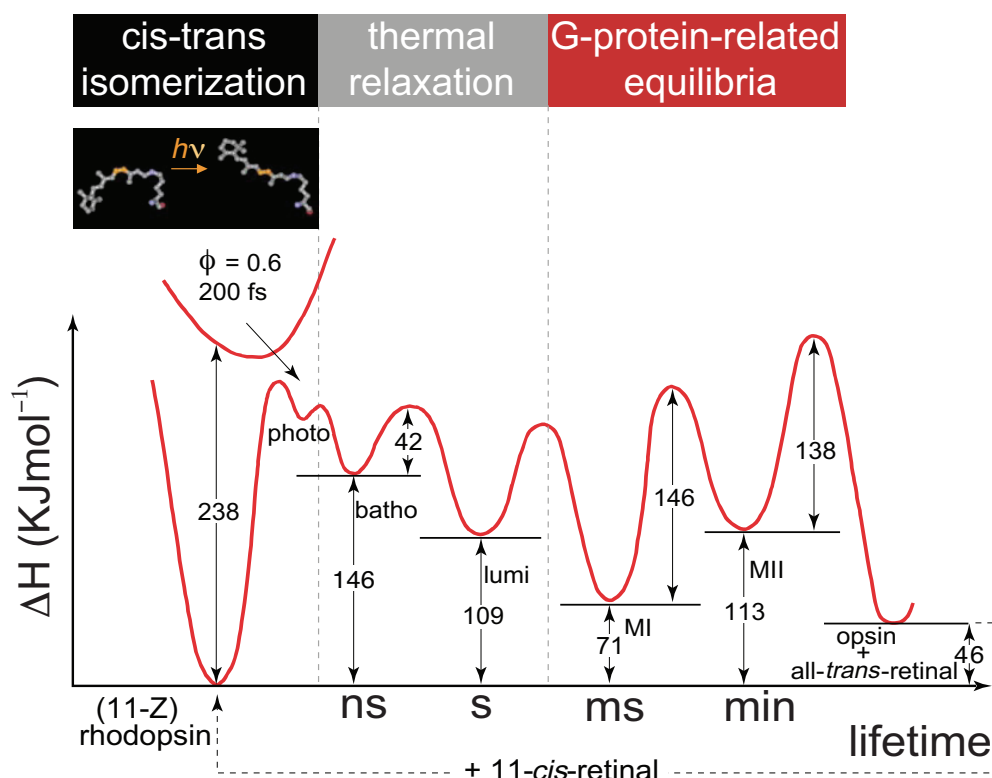 cis-trans
isomerization
thermal
relaxation
G-protein-related
equilibria
hν
ϕ = 0.6
200 fs
ΔH (KJmol⁻¹)
photo
42
batho
238
146
lumi
109
146
MI
71
138
MII
113
opsin
+
all-trans-retinal
46
(11-Z)
rhodopsin
ns
s
ms
min
lifetime
+ 11-cis-retinal